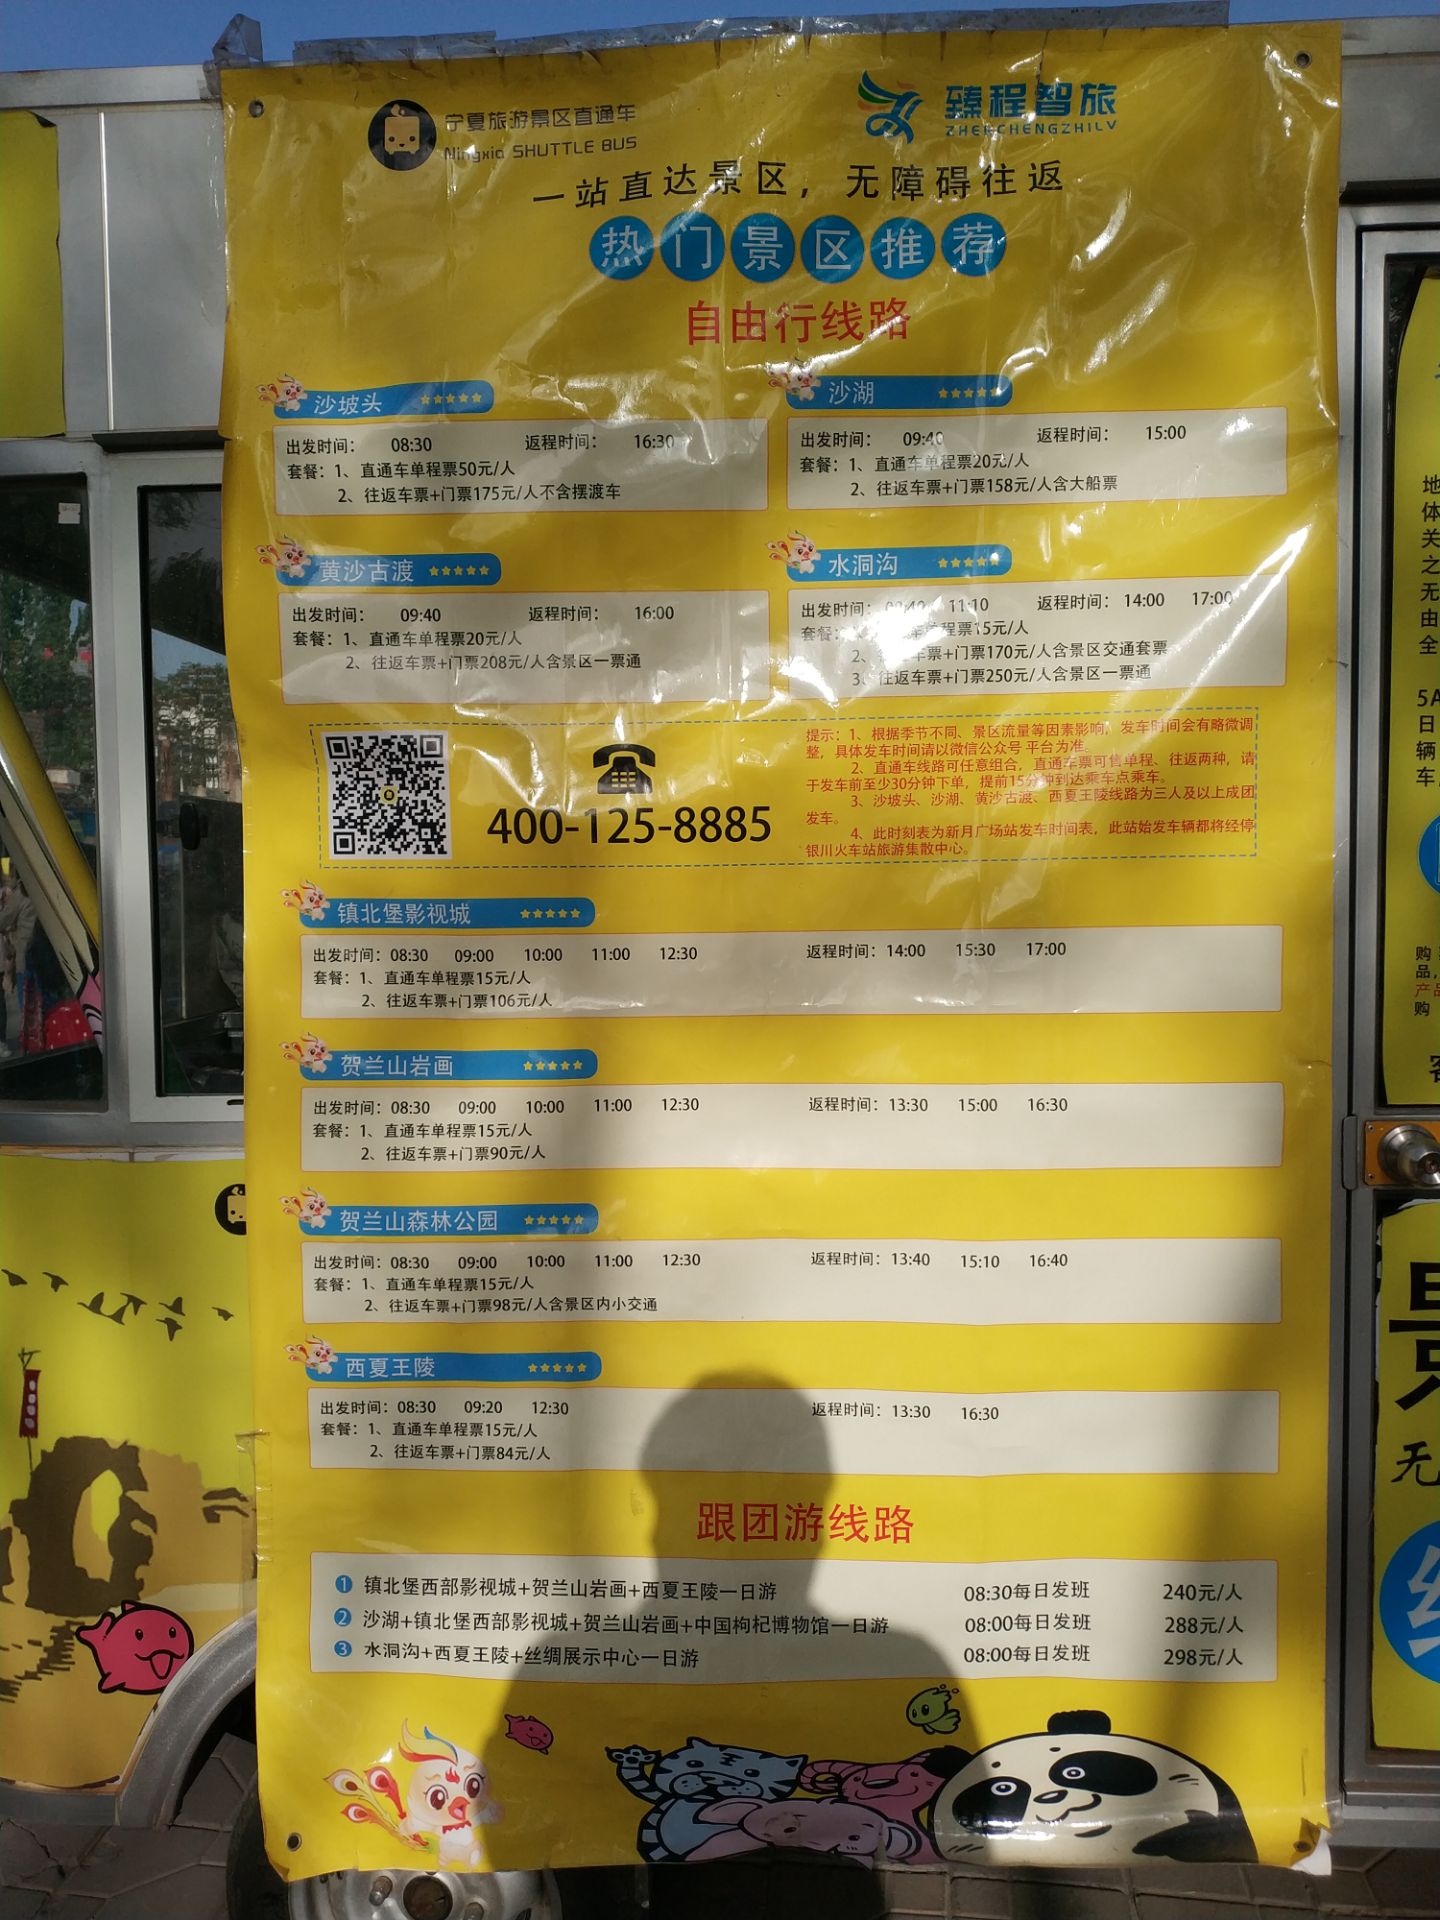 宁夏旅游景区直通车
Ningxia SHUTTLE BUS
臻程智旅
ZHENCHENGZHILV
一站直达景区，无障碍往返
热门景区推荐
自由行线路
沙坡头
出发时间： 08:30 返程时间： 16:30
套餐：1、直通车单程票50元/人
2、往返车票+门票175元/人不含摆渡车
沙湖
出发时间： 09:40 返程时间： 15:00
套餐：1、直通车单程票20元/人
2、往返车票+门票158元/人含大船票
黄沙古渡
出发时间： 09:40 返程时间： 16:00
套餐：1、直通车单程票20元/人
2、往返车票+门票208元/人含景区一票通
水洞沟
出发时间： 11:10 返程时间：14:00 17:00
套餐： 车单程票15元/人
2、 车票+门票170元/人含景区交通套票
3、往返车票+门票250元/人含景区一票通
400-125-8885
提示：1、根据季节不同、景区流量等因素影响，发车时间会有略微调
整，具体发车时间请以微信公众号 平台为准。
2、直通车线路可任意组合，直通车票可售单程、往返两种，请
于发车前至少30分钟下单，提前15分钟到达乘车点乘车。
3、沙坡头、沙湖、黄沙古渡、西夏王陵线路为三人及以上成团
发车。
4、此时刻表为新月广场站发车时间表，此站始发车辆都将经停
银川火车站旅游集散中心。
镇北堡影视城
出发时间：08:30 09:00 10:00 11:00 12:30 返程时间：14:00 15:30 17:00
套餐：1、直通车单程票15元/人
2、往返车票+门票106元/人
贺兰山岩画
出发时间：08:30 09:00 10:00 11:00 12:30 返程时间：13:30 15:00 16:30
套餐：1、直通车单程票15元/人
2、往返车票+门票90元/人
贺兰山森林公园
出发时间：08:30 09:00 10:00 11:00 12:30 返程时间：13:40 15:10 16:40
套餐：1、直通车单程票15元/人
2、往返车票+门票98元/人含景区内小交通
西夏王陵
出发时间：08:30 09:20 12:30 返程时间：13:30 16:30
套餐：1、直通车单程票15元/人
2、往返车票+门票84元/人
跟团游线路
1 镇北堡西部影视城+贺兰山岩画+西夏王陵一日游 08:30每日发班 240元/人
2 沙湖+镇北堡西部影视城+贺兰山岩画+中国枸杞博物馆一日游 08:00每日发班 288元/人
3 水洞沟+西夏王陵+丝绸展示中心一日游 08:00每日发班 298元/人
地
体
关
之
无
由
全
5A
日
辆
车
购
品，
产品
购
无